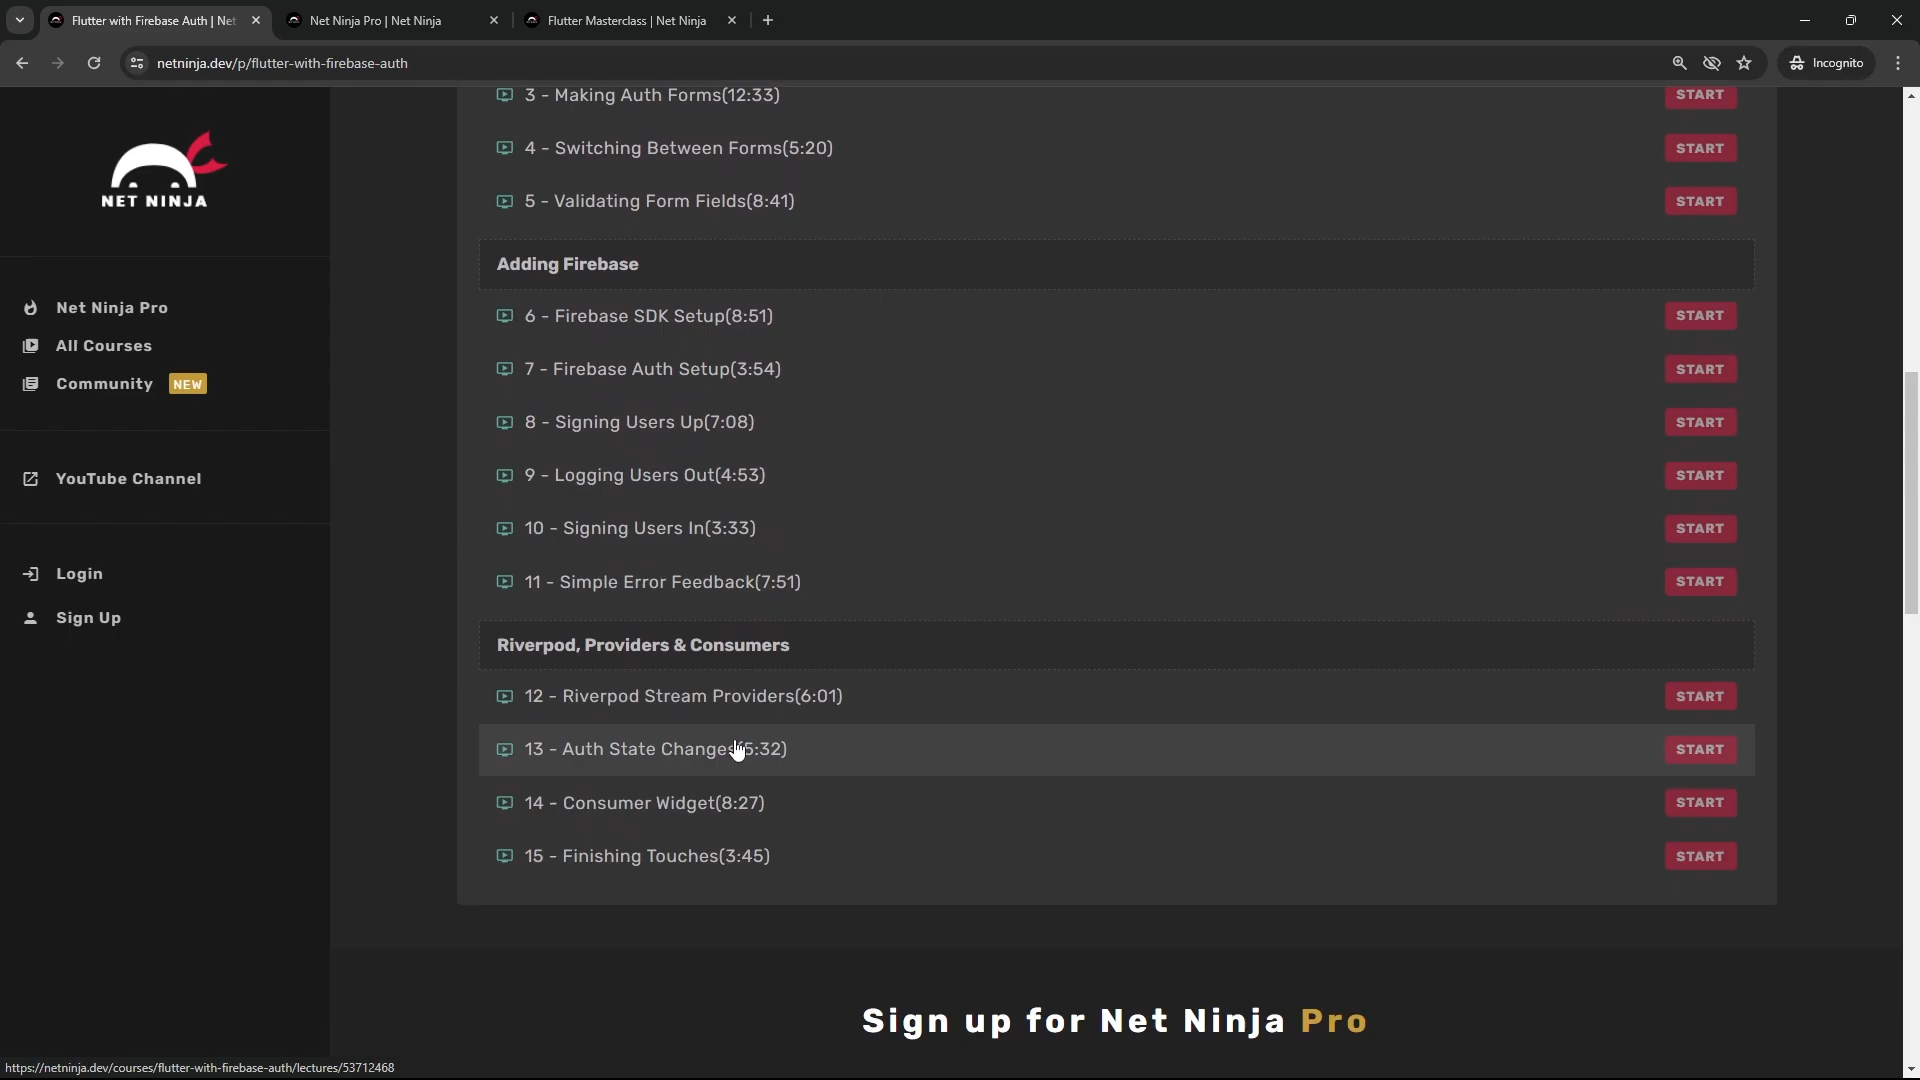 Flutter with Firebase Auth | Net
Net Ninja Pro | Net Ninja
Flutter Masterclass | Net Ninja
netninja.dev/p/flutter-with-firebase-auth
Incognito
NET NINJA
Net Ninja Pro
All Courses
Community NEW
YouTube Channel
Login
Sign Up
3 - Making Auth Forms(12:33) START
4 - Switching Between Forms(5:20) START
5 - Validating Form Fields(8:41) START
Adding Firebase
6 - Firebase SDK Setup(8:51) START
7 - Firebase Auth Setup(3:54) START
8 - Signing Users Up(7:08) START
9 - Logging Users Out(4:53) START
10 - Signing Users In(3:33) START
11 - Simple Error Feedback(7:51) START
Riverpod, Providers & Consumers
12 - Riverpod Stream Providers(6:01) START
13 - Auth State Changes(5:32) START
14 - Consumer Widget(8:27) START
15 - Finishing Touches(3:45) START
Sign up for Net Ninja Pro
https://netninja.dev/courses/flutter-with-firebase-auth/lectures/53712468